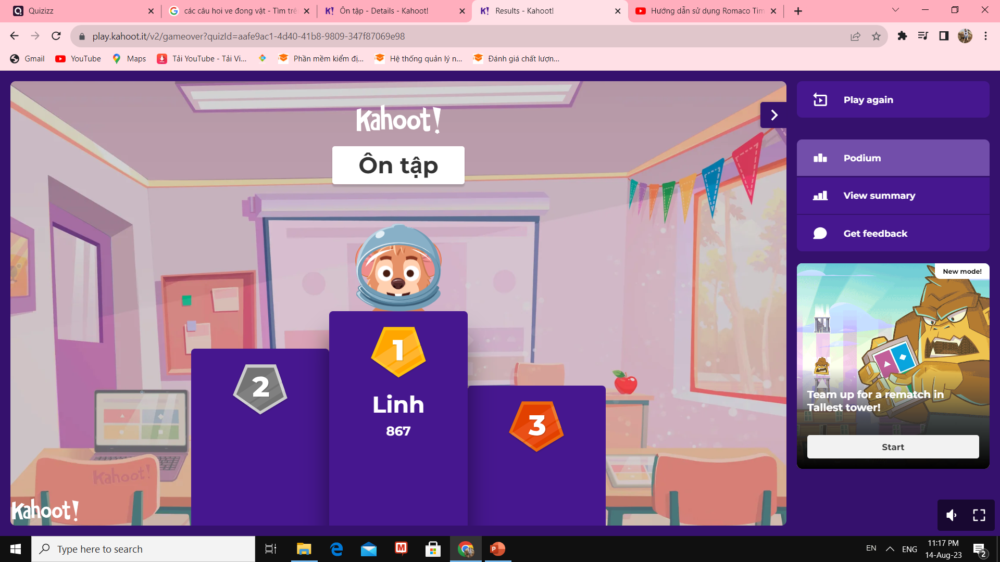 Quizizz
các câu hoi ve đong vật - Tìm trê
Ôn tập - Details - Kahoot!
Results - Kahoot!
Hướng dẫn sử dụng Romaco Tim
play.kahoot.it/v2/gameover?quizId=aafe9ac1-4d40-41b8-9809-347f87069e98
Gmail
YouTube
Maps
Tải YouTube - Tải Vi...
Phần mềm kiểm đị...
Hệ thống quản lý n...
Đánh giá chất lượn...
Kahoot!
Ôn tập
1
Linh
867
2
3
Kahoot!
Kahoot!
Play again
Podium
View summary
Get feedback
New mode!
Team up for a rematch in
Tallest tower!
Start
Type here to search
EN
ENG
11:17 PM
14-Aug-23
2